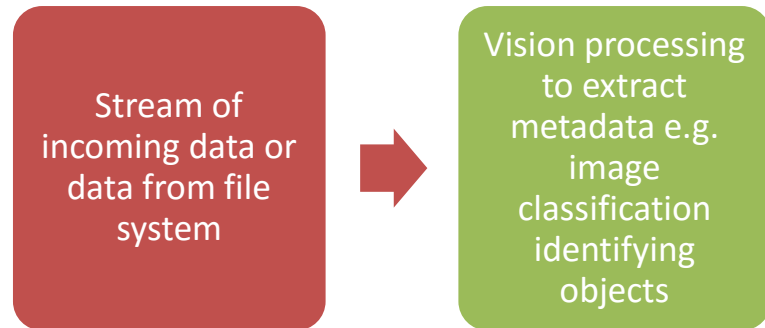 Stream of
incoming data or
data from file
system
Vision processing
to extract
metadata e.g.
image
classification
identifying
objects